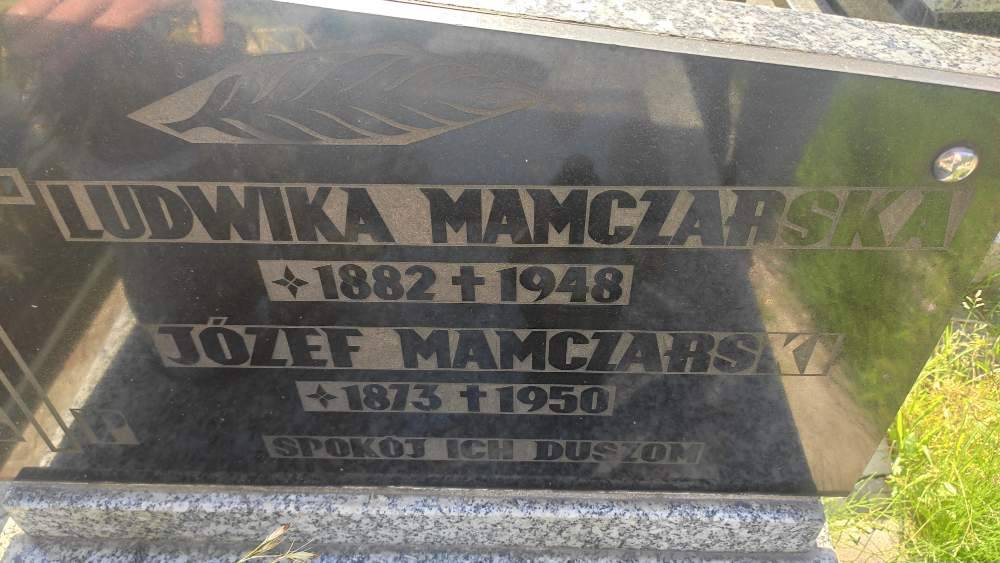 LUDWIKA MAMCZARSKA
1882 ✝ 1948
JÓZEF MAMCZARSKI
1873 ✝ 1950
SPOKÓJ ICH DUSZOM